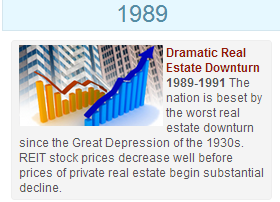 1989
Dramatic Real
Estate Downturn
1989-1991 The
nation is beset by
the worst real
estate downturn
since the Great Depression of the 1930s.
REIT stock prices decrease well before
prices of private real estate begin substantial
decline.